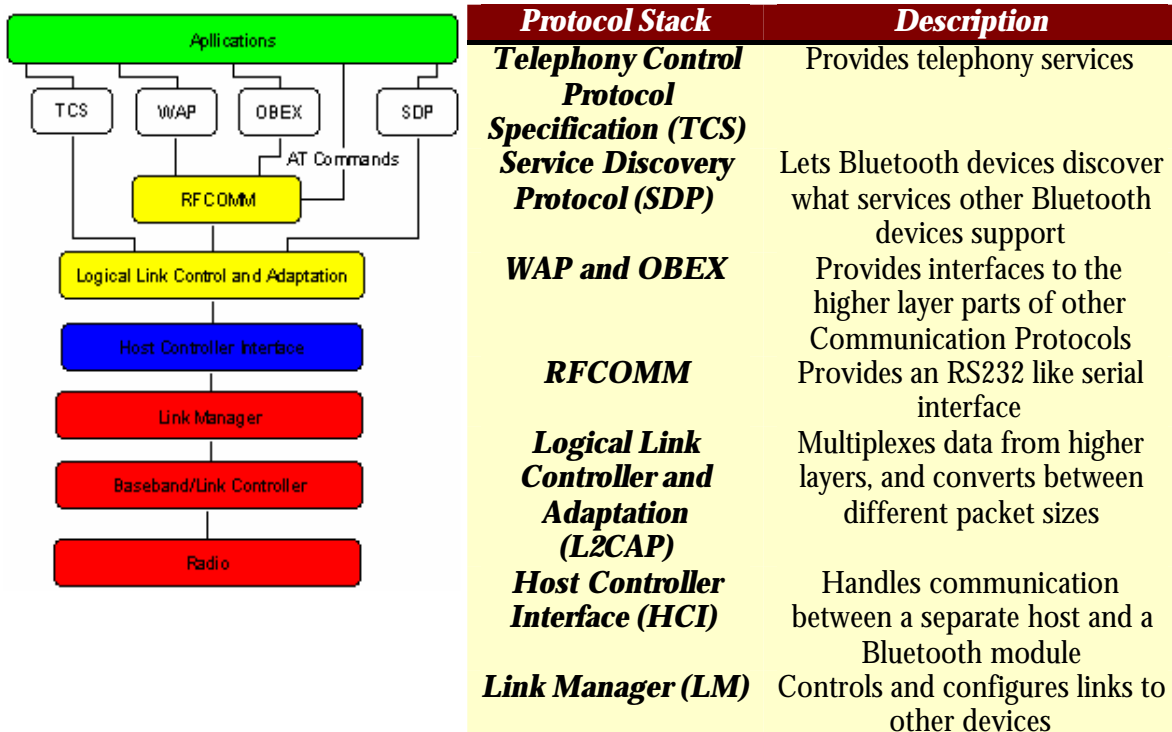 Apllications
TCS
WAP
OBEX
SDP
AT Commands
RFCOMM
Logical Link Control and Adaptation
Host Controller Interface
Link Manager
Baseband/Link Controller
Radio
Protocol Stack Description
Telephony Control Provides telephony services
Protocol
Specification (TCS)
Service Discovery Lets Bluetooth devices discover
Protocol (SDP) what services other Bluetooth
devices support
WAP and OBEX Provides interfaces to the
higher layer parts of other
Communication Protocols
RFCOMM Provides an RS232 like serial
interface
Logical Link Multiplexes data from higher
Controller and layers, and converts between
Adaptation different packet sizes
(L2CAP)
Host Controller Handles communication
Interface (HCI) between a separate host and a
Bluetooth module
Link Manager (LM) Controls and configures links to
other devices